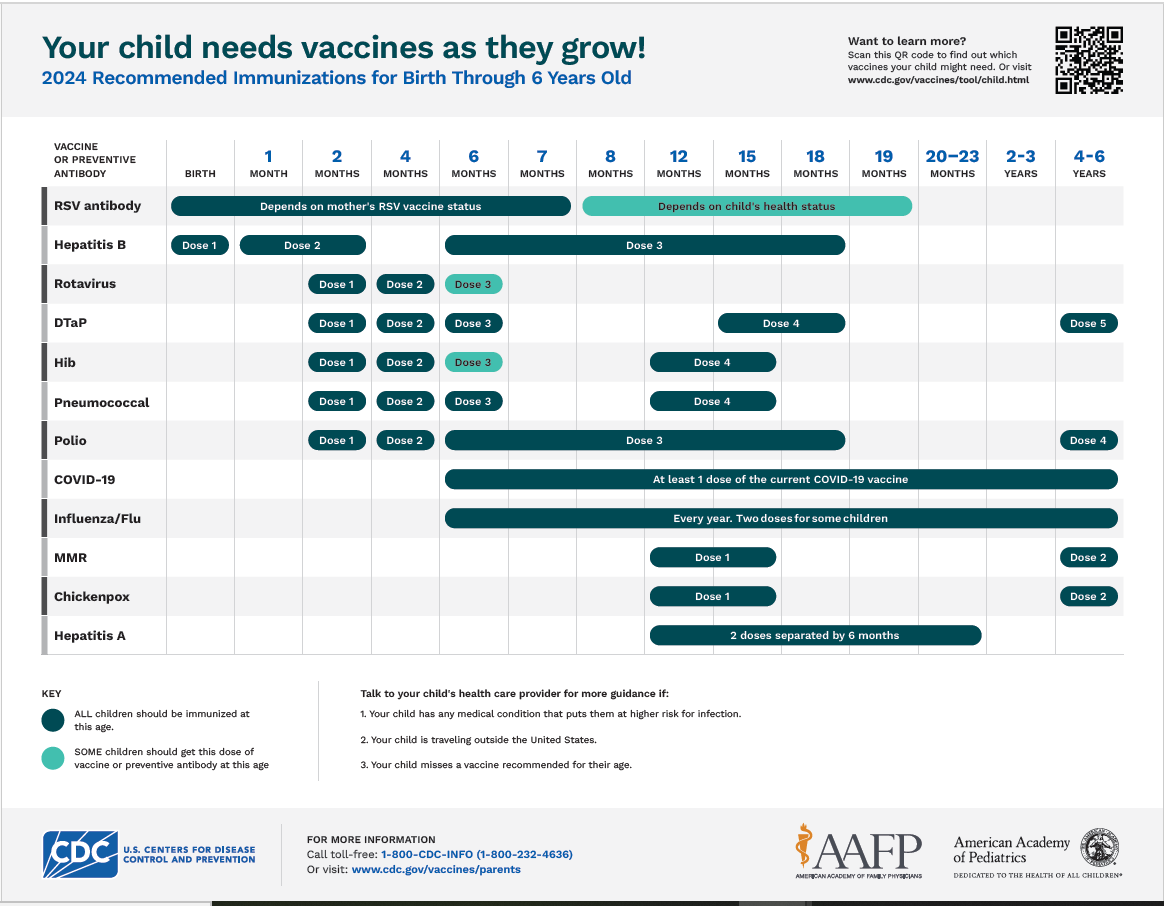 Your child needs vaccines as they grow!
2024 Recommended Immunizations for Birth Through 6 Years Old
Want to learn more?
Scan this QR code to find out which
vaccines your child might need. Or visit
www.cdc.gov/vaccines/tool/child.html
VACCINE
OR PREVENTIVE
ANTIBODY
BIRTH
1 MONTH
2 MONTHS
4 MONTHS
6 MONTHS
7 MONTHS
8 MONTHS
12 MONTHS
15 MONTHS
18 MONTHS
19 MONTHS
20–23 MONTHS
2-3 YEARS
4-6 YEARS
RSV antibody Depends on mother's RSV vaccine status Depends on child's health status
Hepatitis B Dose 1 Dose 2 Dose 3
Rotavirus Dose 1 Dose 2 Dose 3
DTaP Dose 1 Dose 2 Dose 3 Dose 4 Dose 5
Hib Dose 1 Dose 2 Dose 3 Dose 4
Pneumococcal Dose 1 Dose 2 Dose 3 Dose 4
Polio Dose 1 Dose 2 Dose 3 Dose 4
COVID-19 At least 1 dose of the current COVID-19 vaccine
Influenza/Flu Every year. Two doses for some children
MMR Dose 1 Dose 2
Chickenpox Dose 1 Dose 2
Hepatitis A 2 doses separated by 6 months
KEY
ALL children should be immunized at
this age.
SOME children should get this dose of
vaccine or preventive antibody at this age
Talk to your child's health care provider for more guidance if:
1. Your child has any medical condition that puts them at higher risk for infection.
2. Your child is traveling outside the United States.
3. Your child misses a vaccine recommended for their age.
CDC
U.S. CENTERS FOR DISEASE
CONTROL AND PREVENTION
FOR MORE INFORMATION
Call toll-free: 1-800-CDC-INFO (1-800-232-4636)
Or visit: www.cdc.gov/vaccines/parents
AAFP
AMERICAN ACADEMY OF FAMILY PHYSICIANS
American Academy
of Pediatrics
DEDICATED TO THE HEALTH OF ALL CHILDREN®